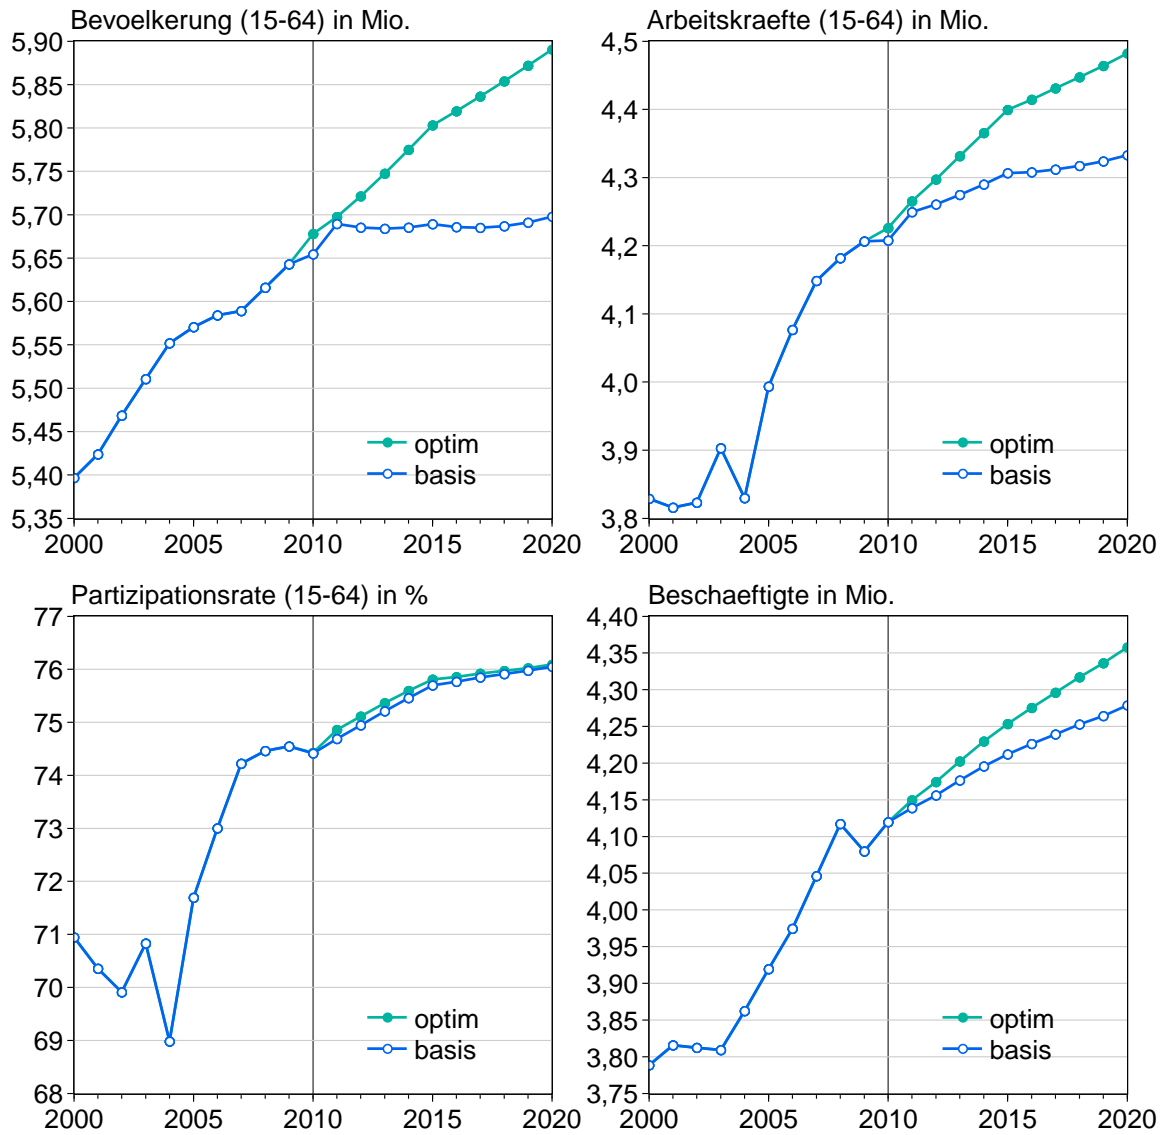 Bevoelkerung (15-64) in Mio.
5,90
5,85
5,80
5,75
5,70
5,65
5,60
5,55
5,50
5,45
5,40
5,35
2000 2005 2010 2015 2020
optim
basis
Arbeitskraefte (15-64) in Mio.
4,5
4,4
4,3
4,2
4,1
4,0
3,9
3,8
2000 2005 2010 2015 2020
optim
basis
Partizipationsrate (15-64) in %
77
76
75
74
73
72
71
70
69
68
2000 2005 2010 2015 2020
optim
basis
Beschaeftigte in Mio.
4,40
4,35
4,30
4,25
4,20
4,15
4,10
4,05
4,00
3,95
3,90
3,85
3,80
3,75
2000 2005 2010 2015 2020
optim
basis